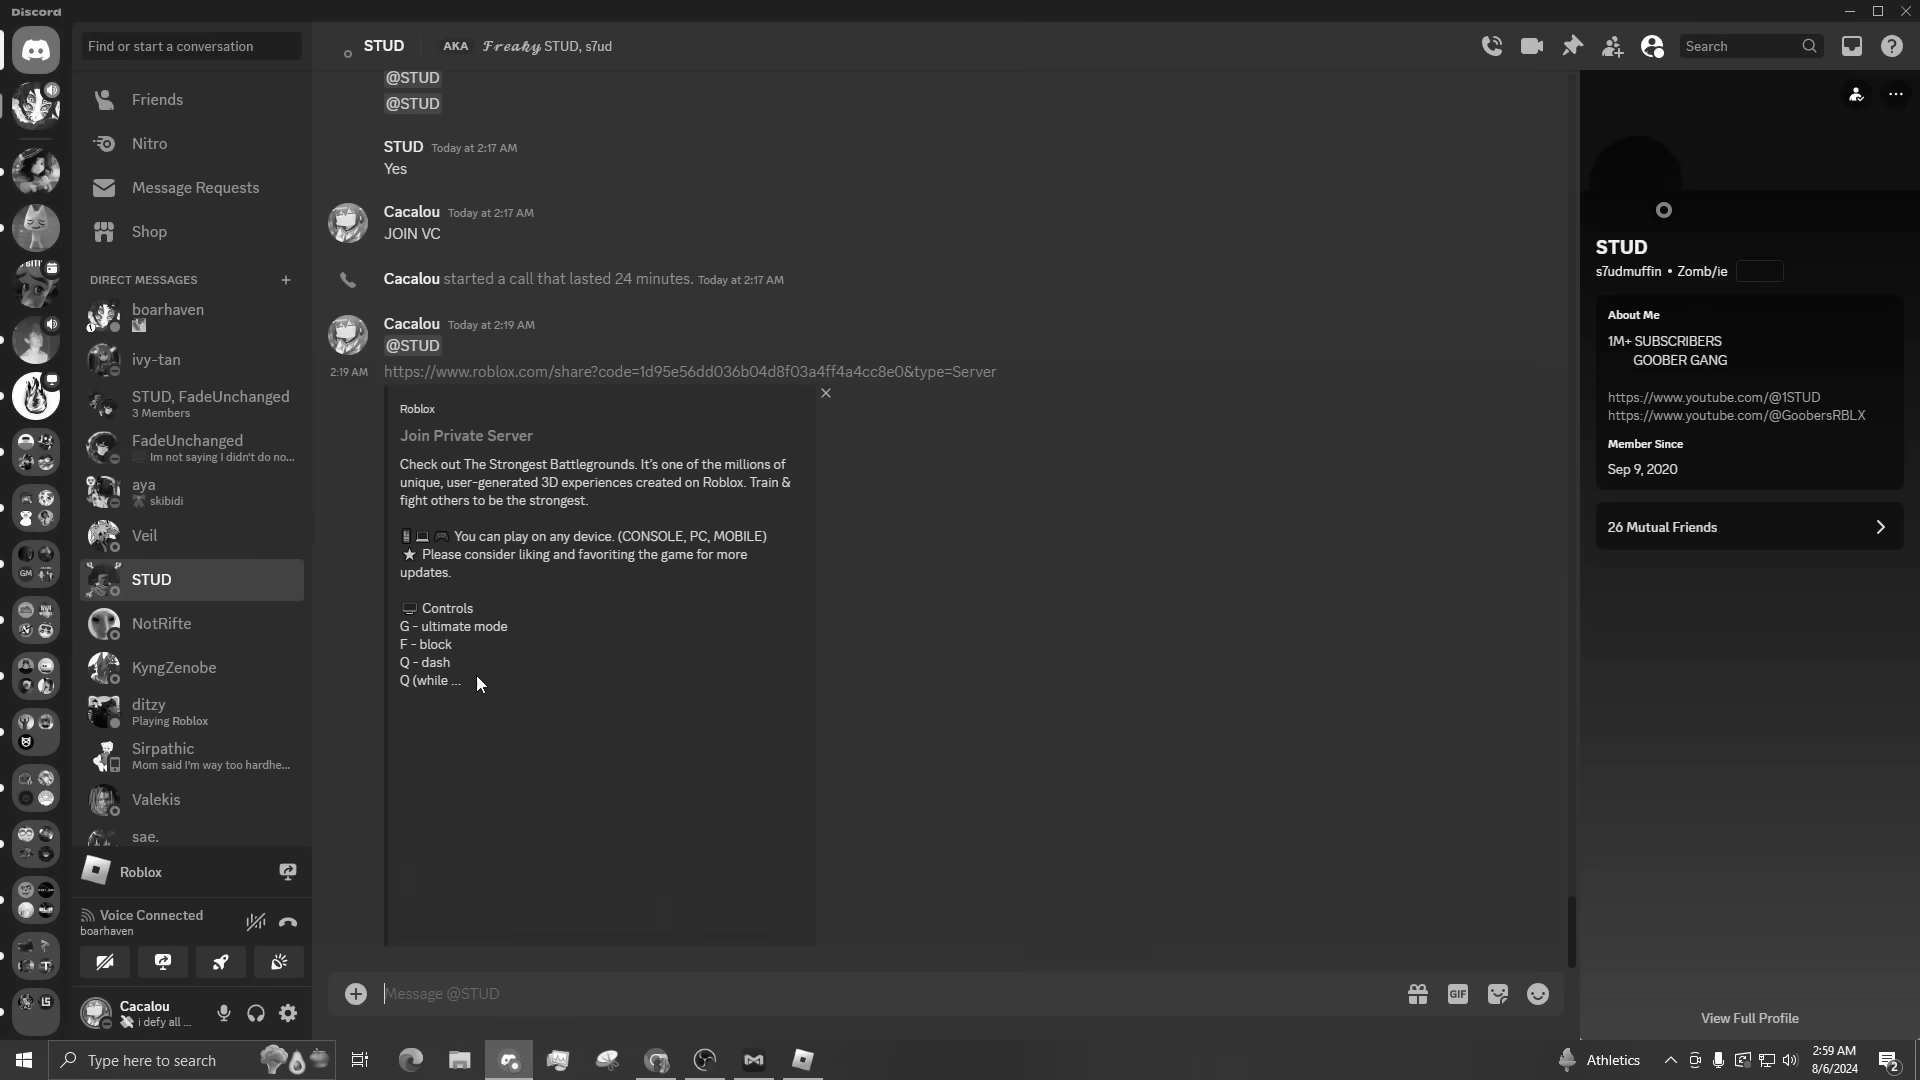 Discord
Find or start a conversation
STUD
AKA
𝓕𝓻𝓮𝓪𝓴𝔂 STUD, s7ud
Search
Friends
Nitro
Message Requests
Shop
DIRECT MESSAGES
boarhaven
ivy-tan
STUD, FadeUnchanged
3 Members
FadeUnchanged
Im not saying I didn't do no...
aya
skibidi
Veil
STUD
NotRifte
KyngZenobe
ditzy
Playing Roblox
Sirpathic
Mom said I'm way too hardhe...
Valekis
sae.
Roblox
Voice Connected
boarhaven
Cacalou
i defy all ...
@STUD
@STUD
STUD Today at 2:17 AM
Yes
Cacalou Today at 2:17 AM
JOIN VC
Cacalou started a call that lasted 24 minutes. Today at 2:17 AM
Cacalou Today at 2:19 AM
@STUD
2:19 AM https://www.roblox.com/share?code=1d95e56dd036b04d8f03a4ff4a4cc8e0&type=Server
Roblox
Join Private Server
Check out The Strongest Battlegrounds. It's one of the millions of
unique, user-generated 3D experiences created on Roblox. Train &
fight others to be the strongest.
You can play on any device. (CONSOLE, PC, MOBILE)
Please consider liking and favoriting the game for more
updates.
Controls
G - ultimate mode
F - block
Q - dash
Q (while ...
Message @STUD
GIF
STUD
s7udmuffin • Zomb/ie
About Me
1M+ SUBSCRIBERS
GOOBER GANG
https://www.youtube.com/@1STUD
https://www.youtube.com/@GoobersRBLX
Member Since
Sep 9, 2020
26 Mutual Friends
View Full Profile
Type here to search
Athletics
2:59 AM
8/6/2024
2